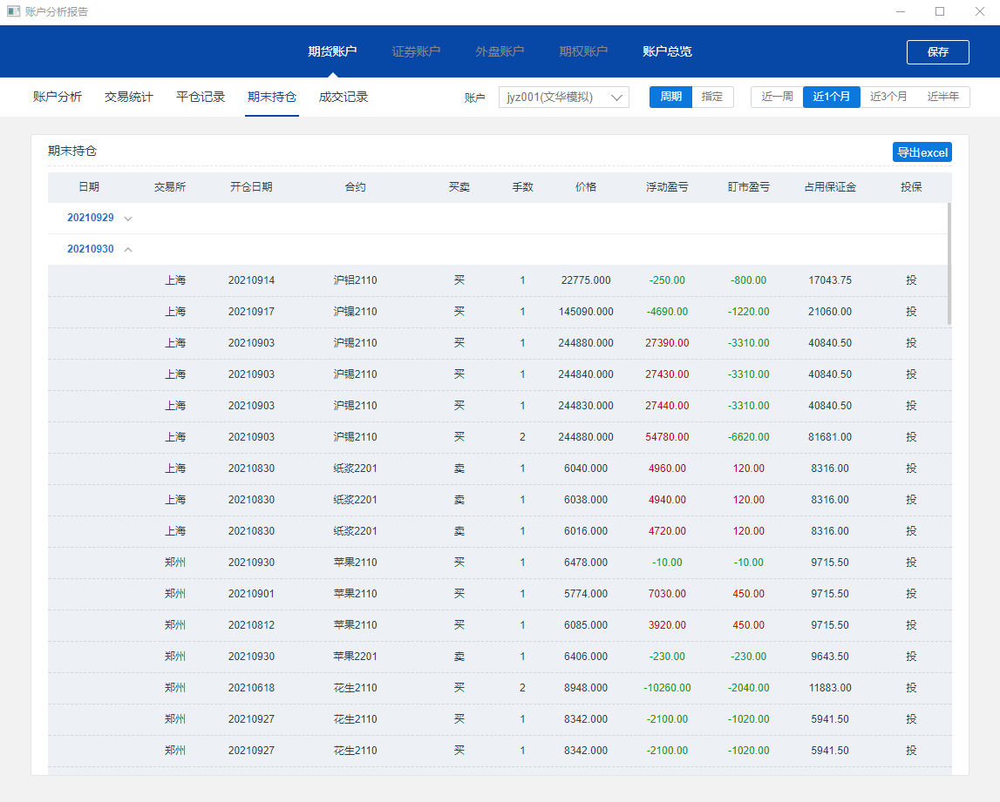 账户分析报告
期货账户 证券账户 外盘账户 期权账户 账户总览 保存
账户分析 交易统计 平仓记录 期末持仓 成交记录 账户 jyz001(文华模拟) 周期 指定 近一周 近1个月 近3个月 近半年
期末持仓 导出excel
日期 交易所 开仓日期 合约 买卖 手数 价格 浮动盈亏 盯市盈亏 占用保证金 投保
20210929
20210930
上海 20210914 沪铝2110 买 1 22775.000 -250.00 -800.00 17043.75 投
上海 20210917 沪镍2110 买 1 145090.000 -4690.00 -1220.00 21060.00 投
上海 20210903 沪锡2110 买 1 244880.000 27390.00 -3310.00 40840.50 投
上海 20210903 沪锡2110 买 1 244840.000 27430.00 -3310.00 40840.50 投
上海 20210903 沪锡2110 买 1 244830.000 27440.00 -3310.00 40840.50 投
上海 20210903 沪锡2110 买 2 244880.000 54780.00 -6620.00 81681.00 投
上海 20210830 纸浆2201 卖 1 6040.000 4960.00 120.00 8316.00 投
上海 20210830 纸浆2201 卖 1 6038.000 4940.00 120.00 8316.00 投
上海 20210830 纸浆2201 卖 1 6016.000 4720.00 120.00 8316.00 投
郑州 20210930 苹果2110 买 1 6478.000 -10.00 -10.00 9715.50 投
郑州 20210901 苹果2110 买 1 5774.000 7030.00 450.00 9715.50 投
郑州 20210812 苹果2110 买 1 6085.000 3920.00 450.00 9715.50 投
郑州 20210930 苹果2201 卖 1 6406.000 -230.00 -230.00 9643.50 投
郑州 20210618 花生2110 买 2 8948.000 -10260.00 -2040.00 11883.00 投
郑州 20210927 花生2110 买 1 8342.000 -2100.00 -1020.00 5941.50 投
郑州 20210927 花生2110 买 1 8342.000 -2100.00 -1020.00 5941.50 投